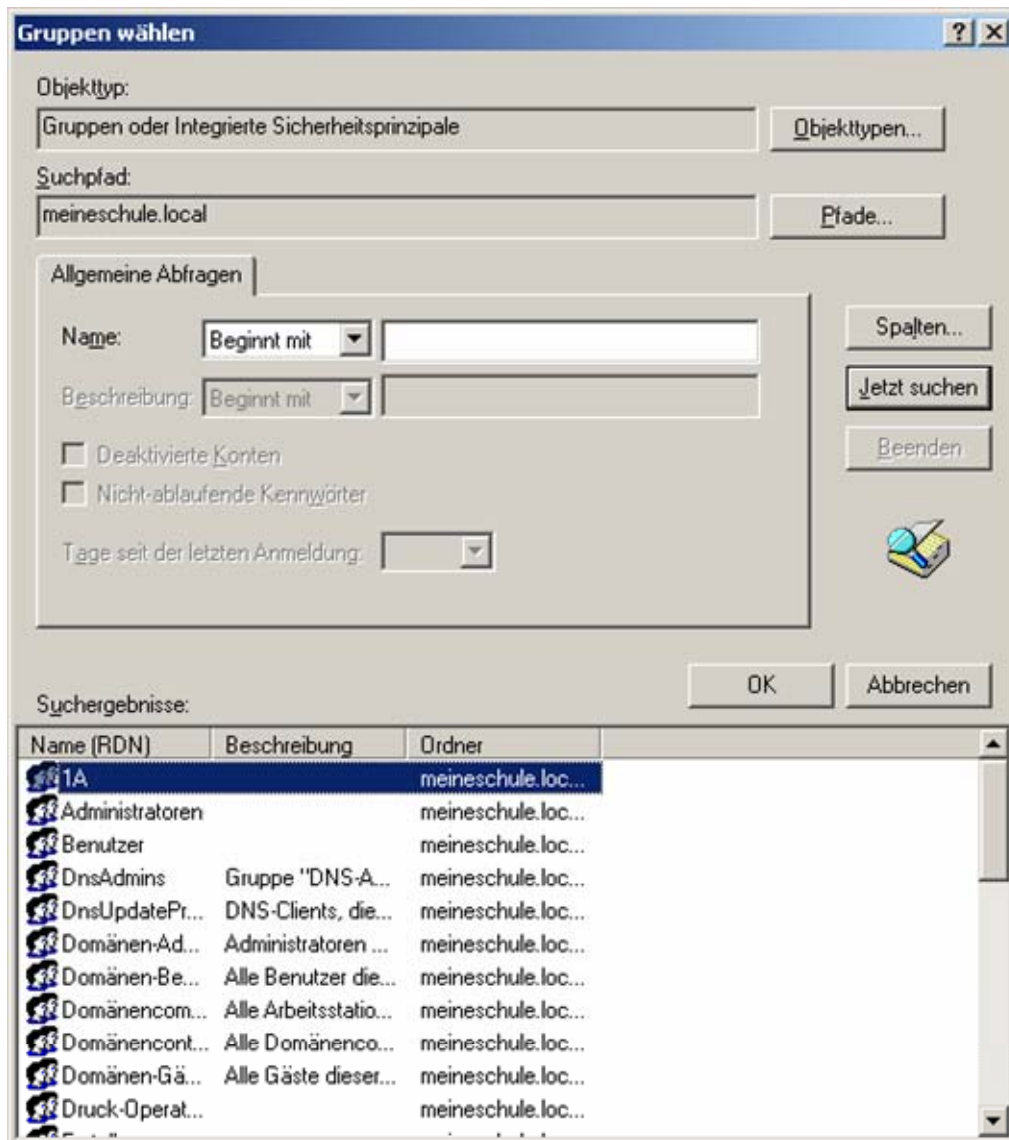 Gruppen wählen
Objekttyp:
Gruppen oder Integrierte Sicherheitsprinzipale
Objekttypen...
Suchpfad:
meineschule.local
Pfade...
Allgemeine Abfragen
Name: Beginnt mit
Spalten...
Beschreibung: Beginnt mit
Jetzt suchen
Deaktivierte Konten
Beenden
Nicht-ablaufende Kennwörter
Tage seit der letzten Anmeldung:
OK Abbrechen
Suchergebnisse:
Name (RDN) Beschreibung Ordner
1A meineschule.loc...
Administratoren meineschule.loc...
Benutzer meineschule.loc...
DnsAdmins Gruppe "DNS-A... meineschule.loc...
DnsUpdatePr... DNS-Clients, die... meineschule.loc...
Domänen-Ad... Administratoren ... meineschule.loc...
Domänen-Be... Alle Benutzer die... meineschule.loc...
Domänencom... Alle Arbeitsstatio... meineschule.loc...
Domänencont... Alle Domänenco... meineschule.loc...
Domänen-Gä... Alle Gäste dieser... meineschule.loc...
Druck-Operat... meineschule.loc...